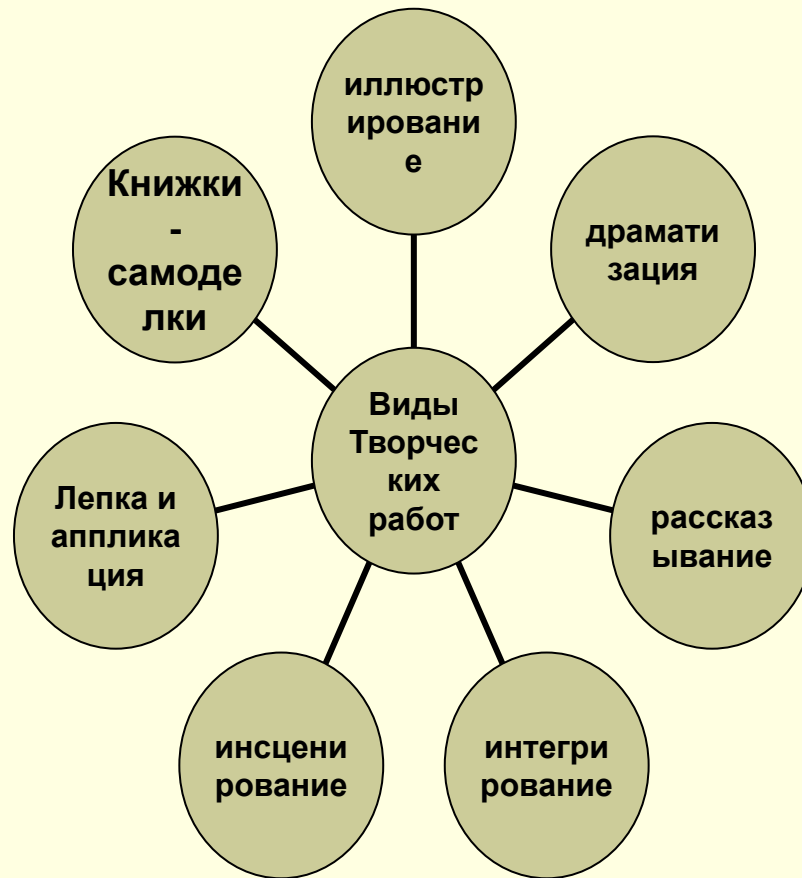 иллюстр
ировани
е
Книжки
-
самоде
лки
драмати
зация
Виды
Творчес
ких
работ
Лепка и
апплика
ция
рассказ
ывание
инсцени
рование
интегри
рование